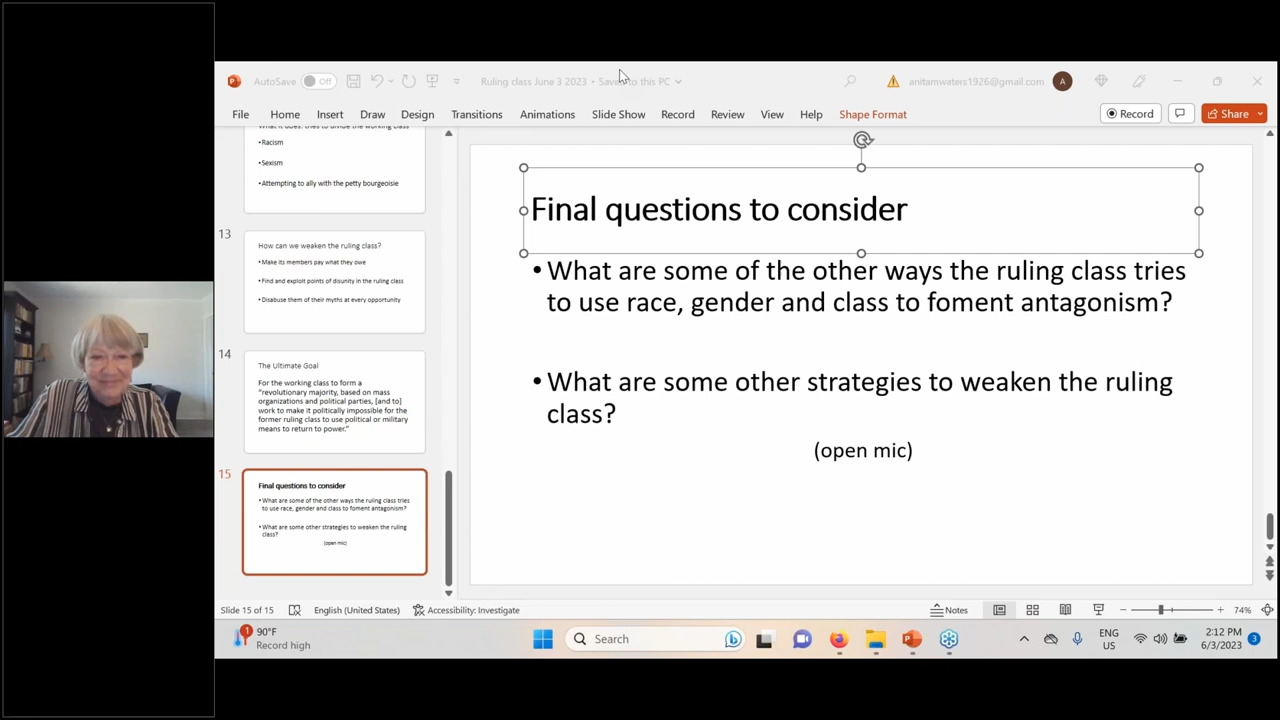 AutoSave Off
Ruling class June 3 2023 • Saved to this PC
anitamwaters1926@gmail.com A
File Home Insert Draw Design Transitions Animations Slide Show Record Review View Help Shape Format
Record
Share
What it does: tries to divide the working class
•Racism
•Sexism
•Attempting to ally with the petty bourgeoisie
13
How can we weaken the ruling class?
•Make its members pay what they owe
•Find and exploit points of disunity in the ruling class
•Disabuse them of their myths at every opportunity
14
The Ultimate Goal
For the working class to form a
“revolutionary majority, based on mass
organizations and political parties, [and to]
work to make it politically impossible for the
former ruling class to use political or military
means to return to power.”
15
Final questions to consider
•What are some of the other ways the ruling class tries
to use race, gender and class to foment antagonism?
•What are some other strategies to weaken the ruling
class?
(open mic)
Final questions to consider
•What are some of the other ways the ruling class tries
to use race, gender and class to foment antagonism?
•What are some other strategies to weaken the ruling
class?
(open mic)
Slide 15 of 15 English (United States) Accessibility: Investigate
Notes
74%
1
90°F
Record high
Search
ENG
US
2:12 PM
6/3/2023
3